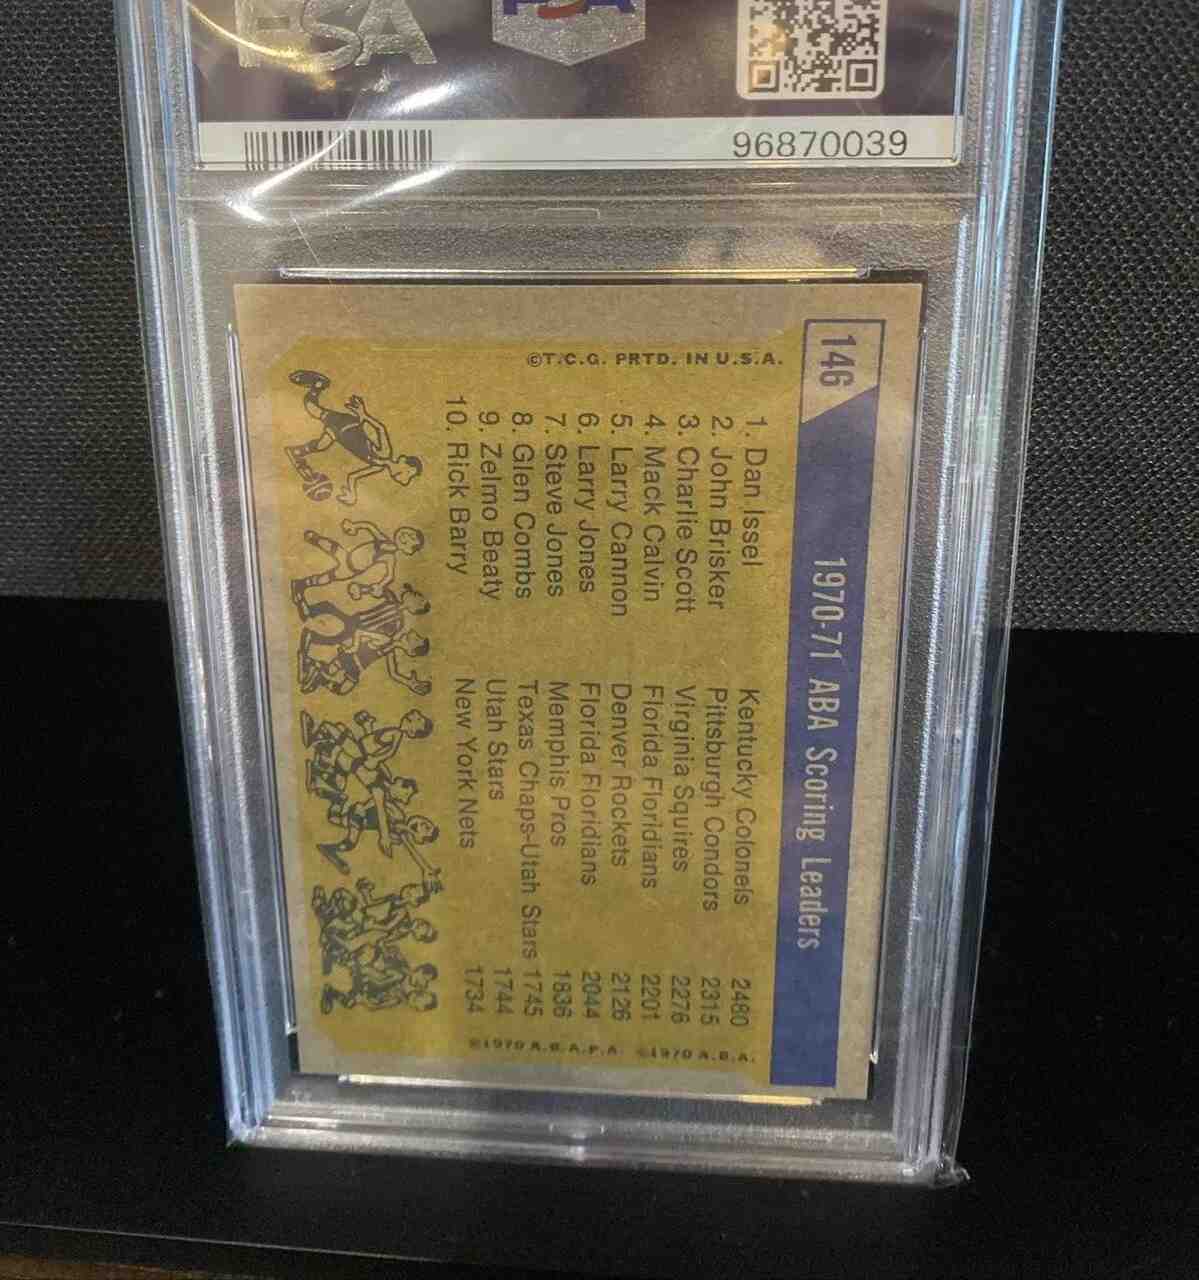 PSA
PSA
96870039
146
1970-71 ABA Scoring Leaders
1. Dan Issel Kentucky Colonels 2480
2. John Brisker Pittsburgh Condors 2315
3. Charlie Scott Virginia Squires 2276
4. Mack Calvin Florida Floridians 2201
5. Larry Cannon Denver Rockets 2126
6. Larry Jones Florida Floridians 2044
7. Steve Jones Memphis Pros 1836
8. Glen Combs Texas Chaps-Utah Stars 1745
9. Zelmo Beaty Utah Stars 1744
10. Rick Barry New York Nets 1734
©T.C.G. PRTD. IN U.S.A.
©1970 A.B.A.P.A. ©1970 A.B.A.